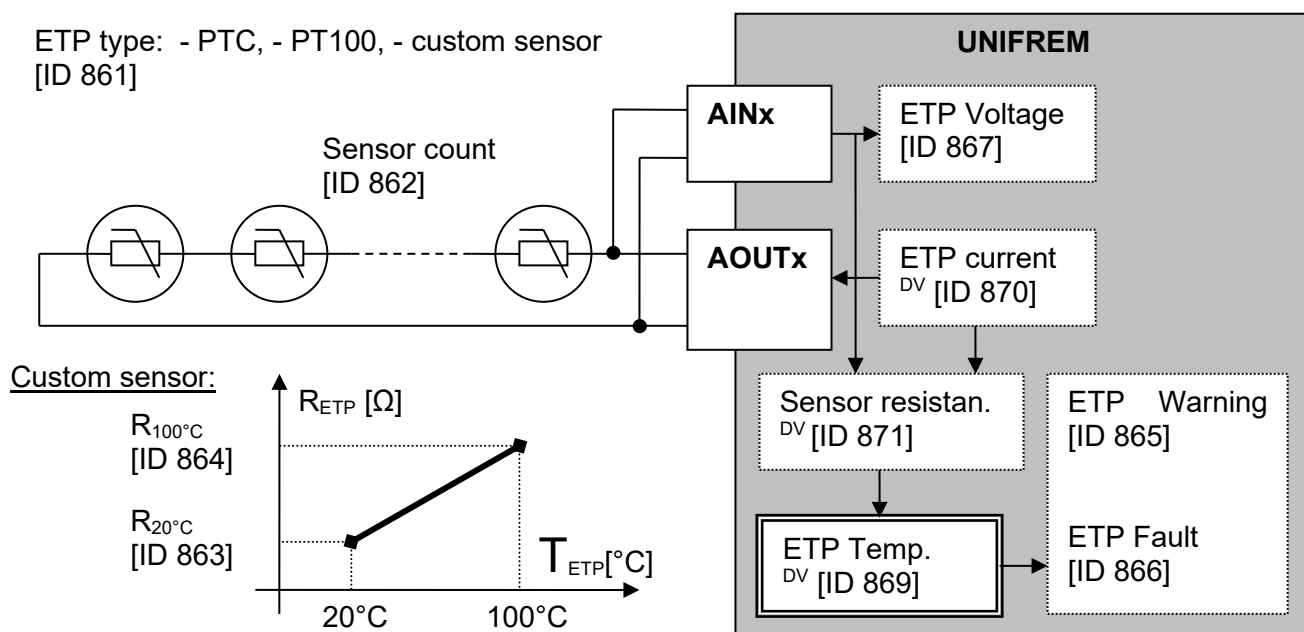 ETP type: - PTC, - PT100, - custom sensor
[ID 861]
UNIFREM
AINx
ETP Voltage
[ID 867]
Sensor count
[ID 862]
AOUTx
ETP current
DV [ID 870]
Custom sensor:
RETP [Ω]
R100°C
[ID 864]
R20°C
[ID 863]
TETP[°C]
20°C
100°C
Sensor resistan.
DV [ID 871]
ETP Warning
[ID 865]
ETP Temp.
DV [ID 869]
ETP Fault
[ID 866]